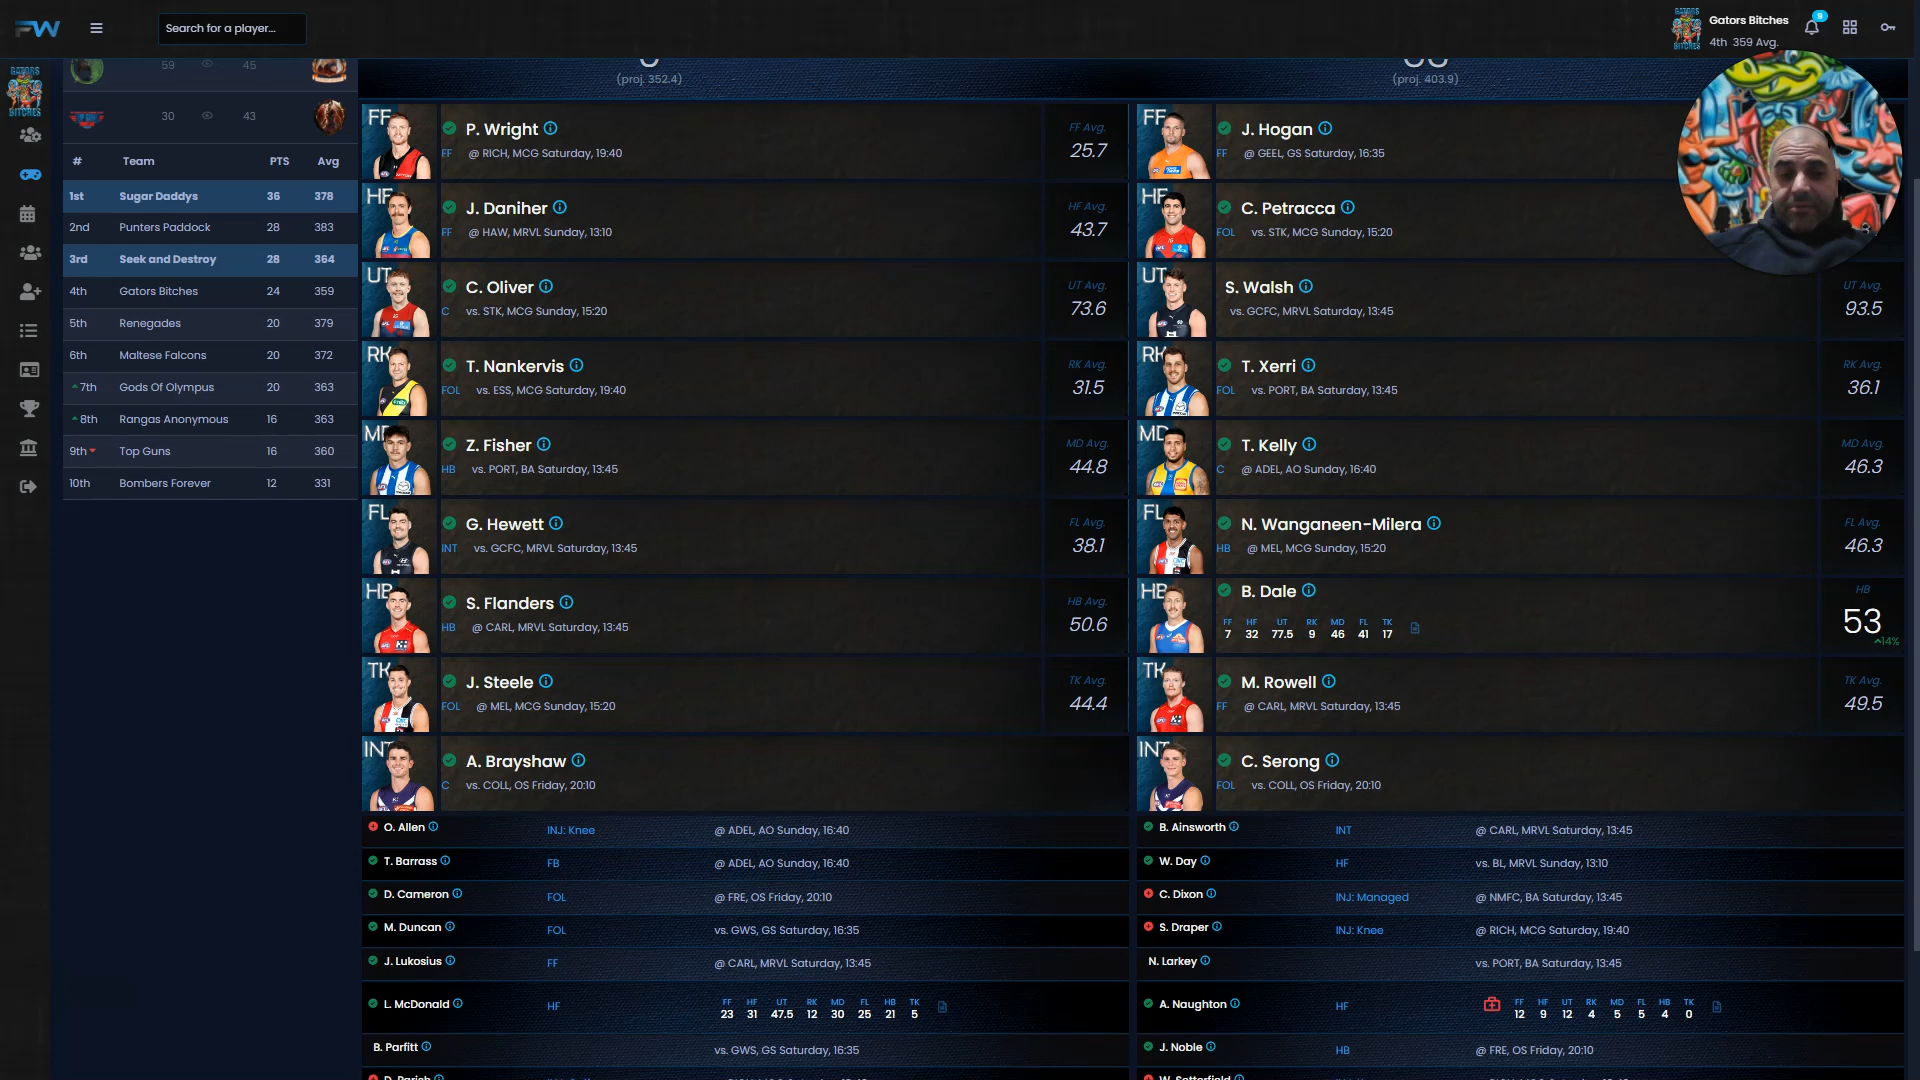 FW
Search for a player...
Gators Bitches
4th 359 Avg.
9
GATORS
BITCHES
59 45
30 43
(proj. 352.4)
(proj. 403.9)
# Team PTS Avg
1st Sugar Daddys 36 378
2nd Punters Paddock 28 383
3rd Seek and Destroy 28 364
4th Gators Bitches 24 359
5th Renegades 20 379
6th Maltese Falcons 20 372
7th Gods Of Olympus 20 363
8th Rangas Anonymous 16 363
9th Top Guns 16 360
10th Bombers Forever 12 331
FF P. Wright FF Avg.
FF @ RICH, MCG Saturday, 19:40 25.7
HF J. Daniher HF Avg.
FF @ HAW, MRVL Sunday, 13:10 43.7
UT C. Oliver UT Avg.
C vs. STK, MCG Sunday, 15:20 73.6
RK T. Nankervis RK Avg.
FOL vs. ESS, MCG Saturday, 19:40 31.5
MD Z. Fisher MD Avg.
HB vs. PORT, BA Saturday, 13:45 44.8
FL G. Hewett FL Avg.
INT vs. GCFC, MRVL Saturday, 13:45 38.1
HB S. Flanders HB Avg.
HB @ CARL, MRVL Saturday, 13:45 50.6
TK J. Steele TK Avg.
FOL @ MEL, MCG Sunday, 15:20 44.4
INT A. Brayshaw
C vs. COLL, OS Friday, 20:10
O. Allen INJ: Knee @ ADEL, AO Sunday, 16:40
T. Barrass FB @ ADEL, AO Sunday, 16:40
D. Cameron FOL @ FRE, OS Friday, 20:10
M. Duncan FOL vs. GWS, GS Saturday, 16:35
J. Lukosius FF @ CARL, MRVL Saturday, 13:45
FF HF UT RK MD FL HB TK
L. McDonald HF 23 31 47.5 12 30 25 21 5
B. Parfitt vs. GWS, GS Saturday, 16:35
FF J. Hogan
FF @ GEEL, GS Saturday, 16:35
HF C. Petracca
FOL vs. STK, MCG Sunday, 15:20
UT S. Walsh UT Avg.
vs. GCFC, MRVL Saturday, 13:45 93.5
RK T. Xerri RK Avg.
FOL vs. PORT, BA Saturday, 13:45 36.1
MD T. Kelly MD Avg.
C @ ADEL, AO Sunday, 16:40 46.3
FL N. Wanganeen-Milera FL Avg.
HB @ MEL, MCG Sunday, 15:20 46.3
HB B. Dale HB
FF HF UT RK MD FL TK 53
7 32 77.5 9 46 41 17 14%
TK M. Rowell TK Avg.
FF @ CARL, MRVL Saturday, 13:45 49.5
INT C. Serong
FOL vs. COLL, OS Friday, 20:10
B. Ainsworth INT @ CARL, MRVL Saturday, 13:45
W. Day HF vs. BL, MRVL Sunday, 13:10
C. Dixon INJ: Managed @ NMFC, BA Saturday, 13:45
S. Draper INJ: Knee @ RICH, MCG Saturday, 19:40
N. Larkey vs. PORT, BA Saturday, 13:45
FF HF UT RK MD FL HB TK
A. Naughton HF 12 9 12 4 5 5 4 0
J. Noble HB @ FRE, OS Friday, 20:10